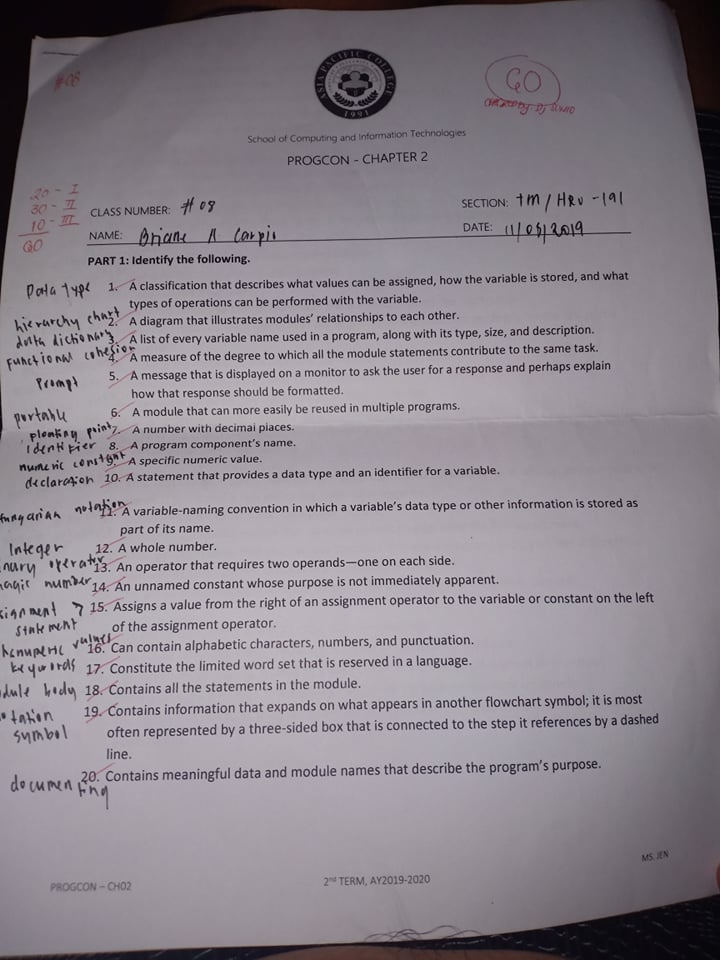 #08
ASIA PACIFIC COLLEGE
1991
60
School of Computing and Information Technologies
PROGCON - CHAPTER 2
20 - I
30 - II
10 - III
60
CLASS NUMBER: #08
SECTION: TM/HRV-191
NAME: Briane A. Carpio
DATE: 11/08/2019
PART 1: Identify the following.
Data type 1. A classification that describes what values can be assigned, how the variable is stored, and what
types of operations can be performed with the variable.
hierarchy chart 2. A diagram that illustrates modules' relationships to each other.
data dictionary 3. A list of every variable name used in a program, along with its type, size, and description.
Functional cohesion 4. A measure of the degree to which all the module statements contribute to the same task.
Prompt 5. A message that is displayed on a monitor to ask the user for a response and perhaps explain
how that response should be formatted.
portable 6. A module that can more easily be reused in multiple programs.
floating point 7. A number with decimal places.
Identifier 8. A program component's name.
numeric constant 9. A specific numeric value.
declaration 10. A statement that provides a data type and an identifier for a variable.
ungarian notation 11. A variable-naming convention in which a variable's data type or other information is stored as
part of its name.
Integer 12. A whole number.
nary operator 13. An operator that requires two operands—one on each side.
magic number 14. An unnamed constant whose purpose is not immediately apparent.
signment 15. Assigns a value from the right of an assignment operator to the variable or constant on the left
statement of the assignment operator.
hanumeric values 16. Can contain alphabetic characters, numbers, and punctuation.
keywords 17. Constitute the limited word set that is reserved in a language.
dule body 18. Contains all the statements in the module.
otation 19. Contains information that expands on what appears in another flowchart symbol; it is most
symbol often represented by a three-sided box that is connected to the step it references by a dashed
line.
documen 20. Contains meaningful data and module names that describe the program's purpose.
ting
MS. JEN
PROGCON – CH02
2nd TERM, AY2019-2020